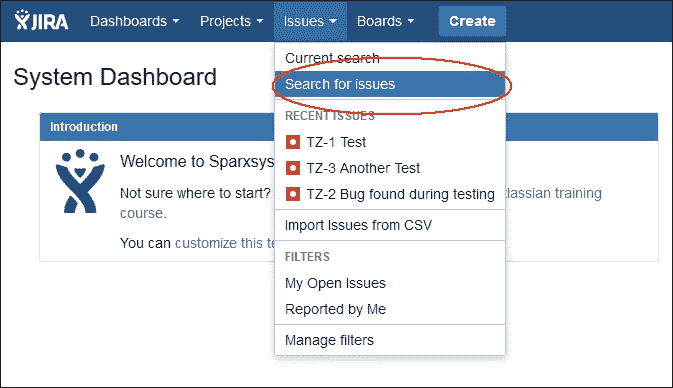 JIRA Dashboards Projects Issues Boards Create
System Dashboard
Current search
Search for issues
RECENT ISSUES
TZ-1 Test
TZ-3 Another Test
TZ-2 Bug found during testing
Import Issues from CSV
FILTERS
My Open Issues
Reported by Me
Manage filters
Introduction
Welcome to Sparxsys
Not sure where to start? tlassian training
course.
You can customize this te